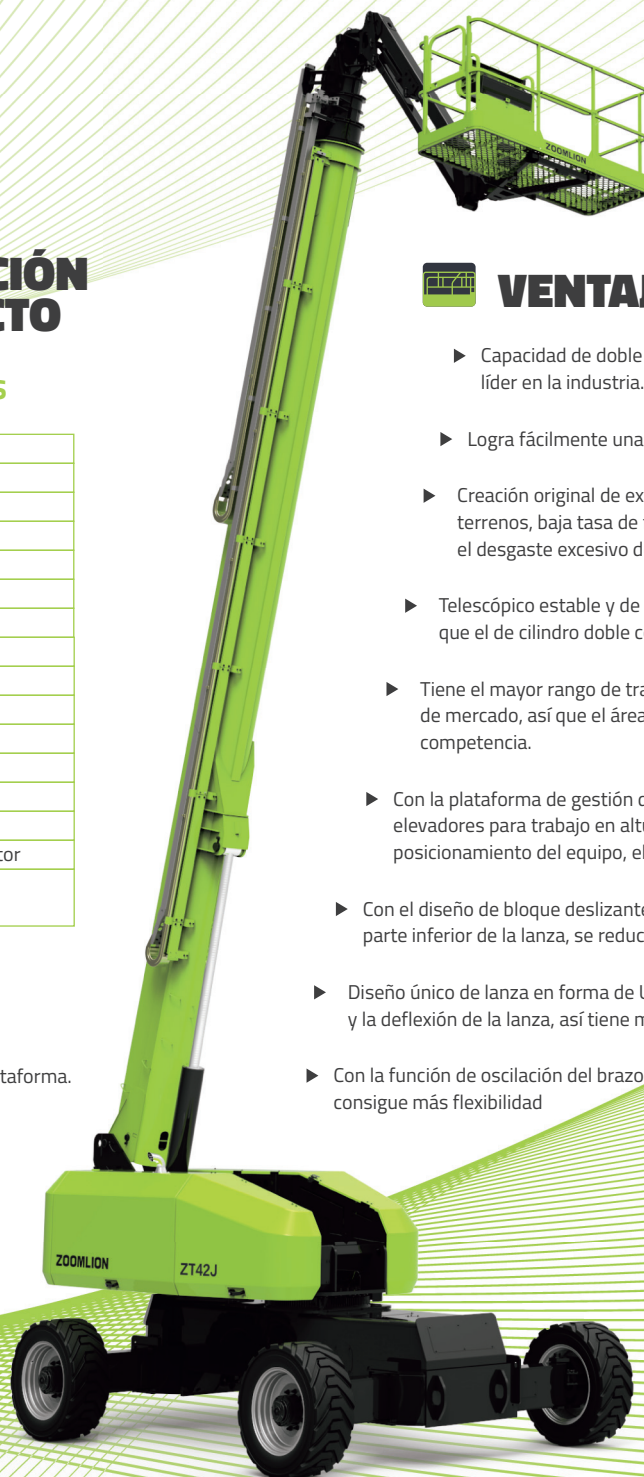 CIÓN
CTO
S
tor
taforma.
ZOOMLION
VENTAJ
▶ Capacidad de doble
líder en la industria.
▶ Logra fácilmente una
▶ Creación original de ex
terrenos, baja tasa de
el desgaste excesivo d
▶ Telescópico estable y de
que el de cilindro doble c
▶ Tiene el mayor rango de tra
de mercado, así que el área
competencia.
▶ Con la plataforma de gestión d
elevadores para trabajo en altu
posicionamiento del equipo, el
▶ Con el diseño de bloque deslizante
parte inferior de la lanza, se reduc
▶ Diseño único de lanza en forma de U
y la deflexión de la lanza, así tiene m
▶ Con la función de oscilación del brazo
consigue más flexibilidad
ZOOMLION
ZT42J